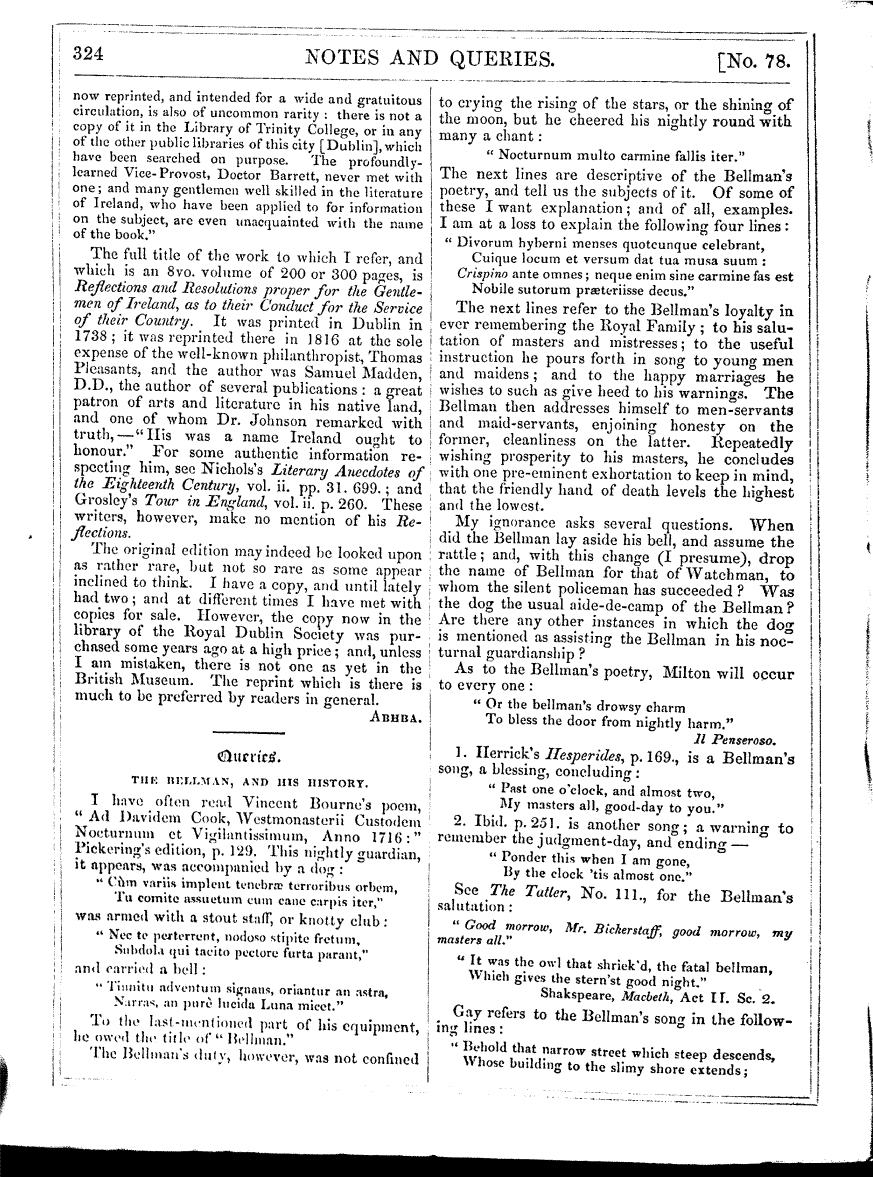 324 NOTES AND QUERIES. [No. 78.
now reprinted, and intended for a wide and gratuitous
circulation, is also of uncommon rarity : there is not a
copy of it in the Library of Trinity College, or in any
of the other public libraries of this city [Dublin], which
have been searched on purpose. The profoundly-
learned Vice-Provost, Doctor Barrett, never met with
one; and many gentlemen well skilled in the literature
of Ireland, who have been applied to for information
on the subject, are even unacquainted with the name
of the book."
The full title of the work to which I refer, and
which is an 8vo. volume of 200 or 300 pages, is
Reflections and Resolutions proper for the Gentle-
men of Ireland, as to their Conduct for the Service
of their Country. It was printed in Dublin in
1738 ; it was reprinted there in 1816 at the sole
expense of the well-known philanthropist, Thomas
Pleasants, and the author was Samuel Madden,
D.D., the author of several publications : a great
patron of arts and literature in his native land,
and one of whom Dr. Johnson remarked with
truth,—"His was a name Ireland ought to
honour." For some authentic information re-
specting him, see Nichols's Literary Anecdotes of
the Eighteenth Century, vol. ii. pp. 31. 699. ; and
Grosley's Tour in England, vol. ii. p. 260. These
writers, however, make no mention of his Re-
flections.
The original edition may indeed be looked upon
as rather rare, but not so rare as some appear
inclined to think. I have a copy, and until lately
had two ; and at different times I have met with
copies for sale. However, the copy now in the
library of the Royal Dublin Society was pur-
chased some years ago at a high price ; and, unless
I am mistaken, there is not one as yet in the
British Museum. The reprint which is there is
much to be preferred by readers in general.
ABHBA.
Queries.
THE BELLMAN, AND HIS HISTORY.
I have often read Vincent Bourne's poem,
" Ad Davidem Cook, Westmonasterii Custodem
Nocturnum et Vigilantissimum, Anno 1716 :"
Pickering's edition, p. 129. This nightly guardian,
it appears, was accompanied by a dog :
" Cùm variis implent tenebræ terroribus orbem,
Tu comite assuetum cum cane carpis iter,"
was armed with a stout staff, or knotty club :
" Nec te perterrent, nodoso stipite fretum,
Subdola qui tacito pectore furta parant,"
and carried a bell :
" Tinnitu adventum signans, oriantur an astra,
Narras, an purè lucida Luna micet."
To the last-mentioned part of his equipment,
he owed the title of " Bellman."
The Bellman's duty, however, was not confined
to crying the rising of the stars, or the shining of
the moon, but he cheered his nightly round with
many a chant :
" Nocturnum multo carmine fallis iter."
The next lines are descriptive of the Bellman's
poetry, and tell us the subjects of it. Of some of
these I want explanation ; and of all, examples.
I am at a loss to explain the following four lines :
" Divorum hyberni menses quotcunque celebrant,
Cuique locum et versum dat tua musa suum :
Crispino ante omnes ; neque enim sine carmine fas est
Nobile sutorum præteriisse decus."
The next lines refer to the Bellman's loyalty in
ever remembering the Royal Family ; to his salu-
tation of masters and mistresses ; to the useful
instruction he pours forth in song to young men
and maidens ; and to the happy marriages he
wishes to such as give heed to his warnings. The
Bellman then addresses himself to men-servants
and maid-servants, enjoining honesty on the
former, cleanliness on the latter. Repeatedly
wishing prosperity to his masters, he concludes
with one pre-eminent exhortation to keep in mind,
that the friendly hand of death levels the highest
and the lowest.
My ignorance asks several questions. When
did the Bellman lay aside his bell, and assume the
rattle ; and, with this change (I presume), drop
the name of Bellman for that of Watchman, to
whom the silent policeman has succeeded ? Was
the dog the usual aide-de-camp of the Bellman ?
Are there any other instances in which the dog
is mentioned as assisting the Bellman in his noc-
turnal guardianship ?
As to the Bellman's poetry, Milton will occur
to every one :
" Or the bellman's drowsy charm
To bless the door from nightly harm."
Il Penseroso.
1. Herrick's Hesperides, p. 169., is a Bellman's
song, a blessing, concluding :
" Past one o'clock, and almost two,
My masters all, good-day to you."
2. Ibid. p. 251. is another song ; a warning to
remember the judgment-day, and ending —
" Ponder this when I am gone,
By the clock 'tis almost one."
See The Tatler, No. 111., for the Bellman's
salutation :
" Good morrow, Mr. Bickerstaff, good morrow, my
masters all."
" It was the owl that shriek'd, the fatal bellman,
Which gives the stern'st good night."
Shakspeare, Macbeth, Act II. Sc. 2.
Gay refers to the Bellman's song in the follow-
ing lines :
" Behold that narrow street which steep descends,
Whose building to the slimy shore extends ;